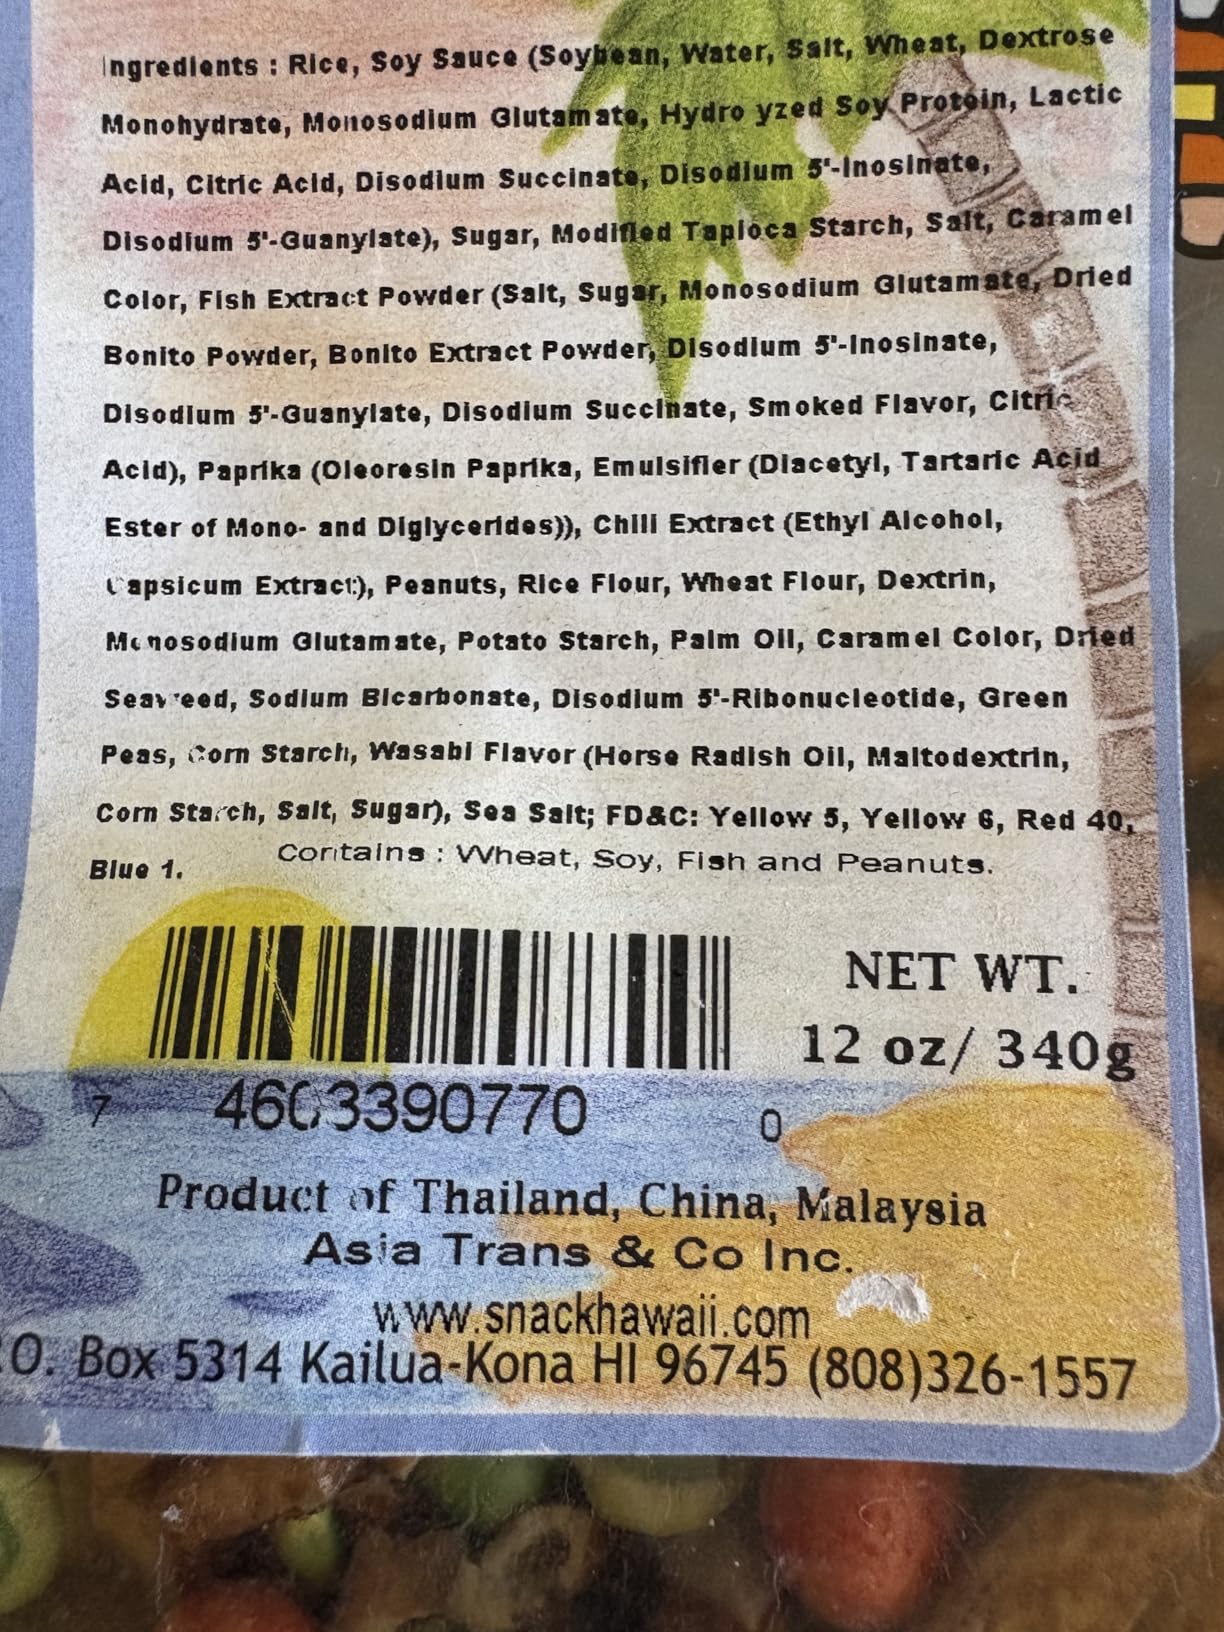 Ingredients : Rice, Soy Sauce (Soybean, Water, Salt, Wheat, Dextrose
Monohydrate, Monosodium Glutamate, Hydro yzed Soy Protein, Lactic
Acid, Citric Acid, Disodium Succinate, Disodium 5'-Inosinate,
Disodium 5'-Guanylate), Sugar, Modified Tapioca Starch, Salt, Caramel
Color, Fish Extract Powder (Salt, Sugar, Monosodium Glutamate, Dried
Bonito Powder, Bonito Extract Powder, Disodium 5'-Inosinate,
Disodium 5'-Guanylate, Disodium Succinate, Smoked Flavor, Citric
Acid), Paprika (Oleoresin Paprika, Emulsifier (Diacetyl, Tartaric Acid
Ester of Mono- and Diglycerides)), Chili Extract (Ethyl Alcohol,
Capsicum Extract), Peanuts, Rice Flour, Wheat Flour, Dextrin,
Monosodium Glutamate, Potato Starch, Palm Oil, Caramel Color, Dried
Seaweed, Sodium Bicarbonate, Disodium 5'-Ribonucleotide, Green
Peas, Corn Starch, Wasabi Flavor (Horse Radish Oil, Maltodextrin,
Corn Starch, Salt, Sugar), Sea Salt; FD&C: Yellow 5, Yellow 6, Red 40,
Blue 1. Contains : Wheat, Soy, Fish and Peanuts.
NET WT.
12 oz/ 340g
7 4603390770 0
Product of Thailand, China, Malaysia
Asia Trans & Co Inc.
www.snackhawaii.com
.O. Box 5314 Kailua-Kona HI 96745 (808)326-1557